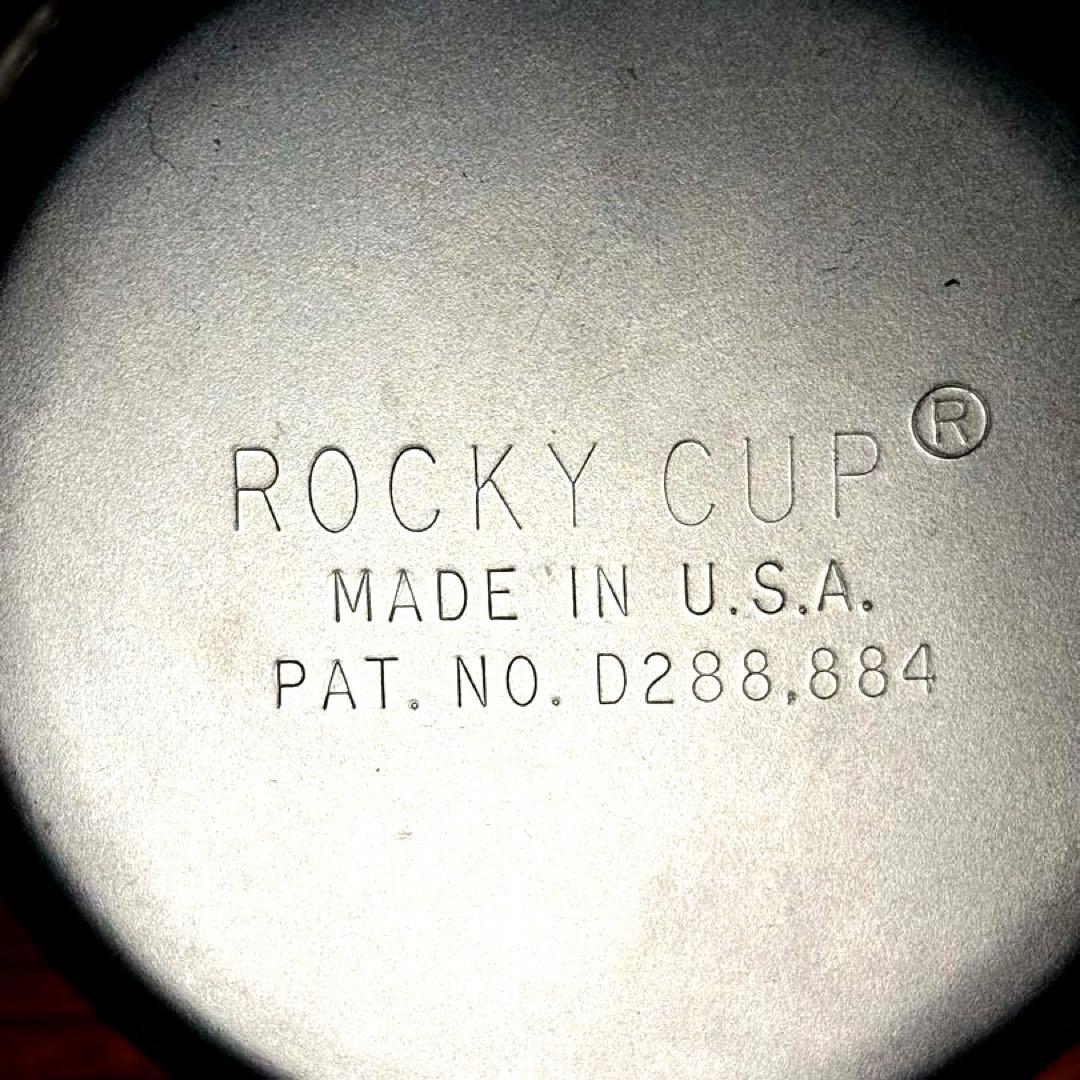 ROCKY CUP®
MADE IN U.S.A.
PAT. NO. D288,884